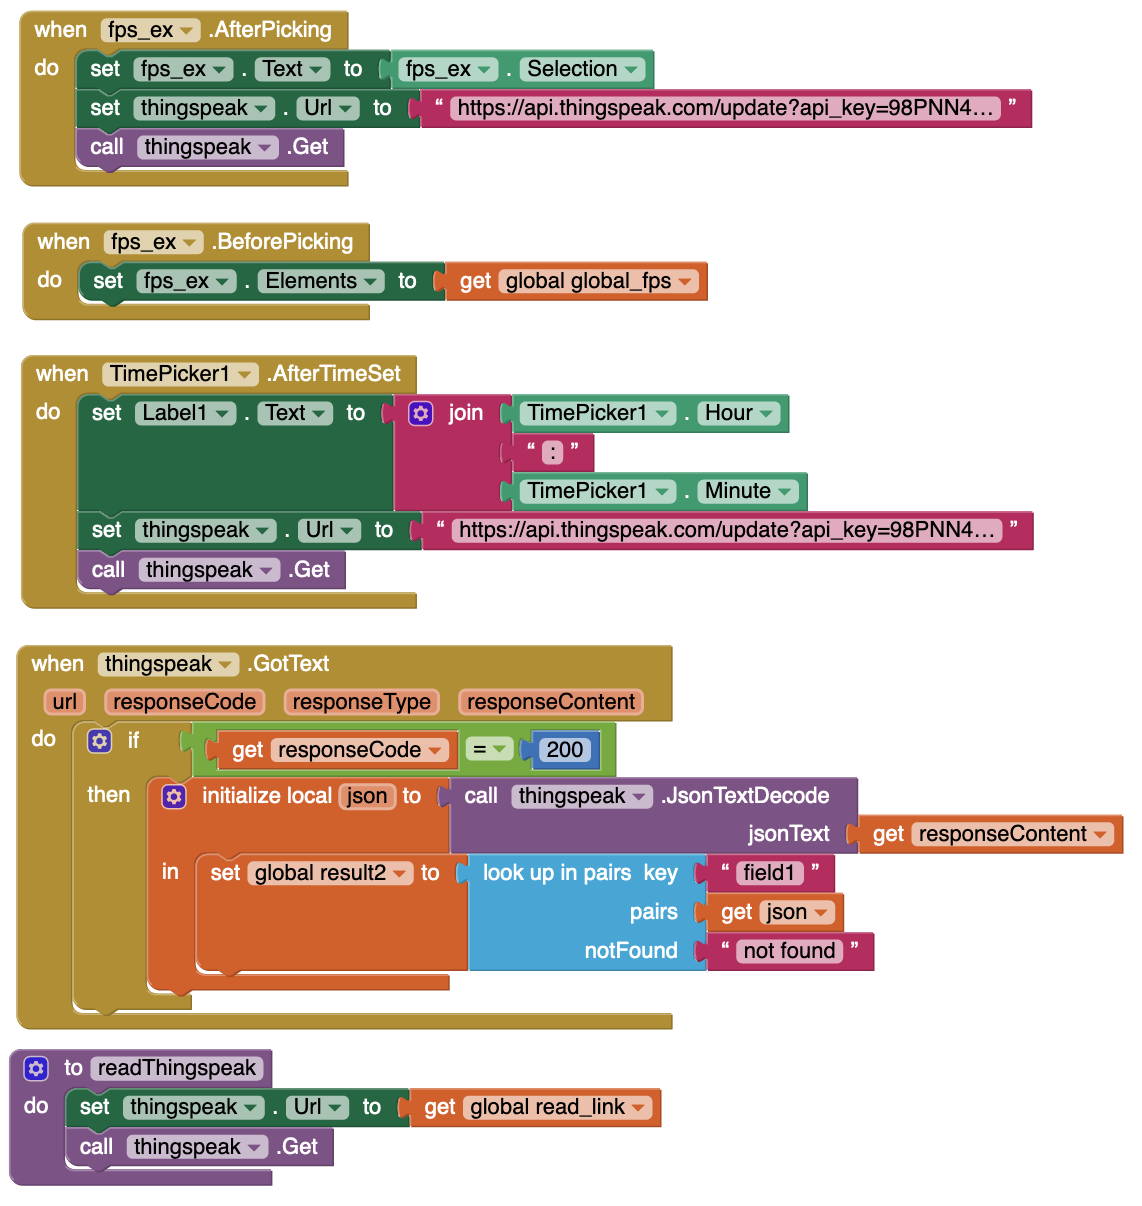 when fps_ex .AfterPicking
do set fps_ex . Text to fps_ex . Selection
set thingspeak . Url to “ https://api.thingspeak.com/update?api_key=98PNN4... ”
call thingspeak .Get
when fps_ex .BeforePicking
do set fps_ex . Elements to get global global_fps
when TimePicker1 .AfterTimeSet
do set Label1 . Text to join TimePicker1 . Hour
“ : ”
TimePicker1 . Minute
set thingspeak . Url to “ https://api.thingspeak.com/update?api_key=98PNN4... ”
call thingspeak .Get
when thingspeak .GotText
url responseCode responseType responseContent
do if get responseCode = 200
then initialize local json to call thingspeak .JsonTextDecode
jsonText get responseContent
in set global result2 to look up in pairs key “ field1 ”
pairs get json
notFound “ not found ”
to readThingspeak
do set thingspeak . Url to get global read_link
call thingspeak .Get